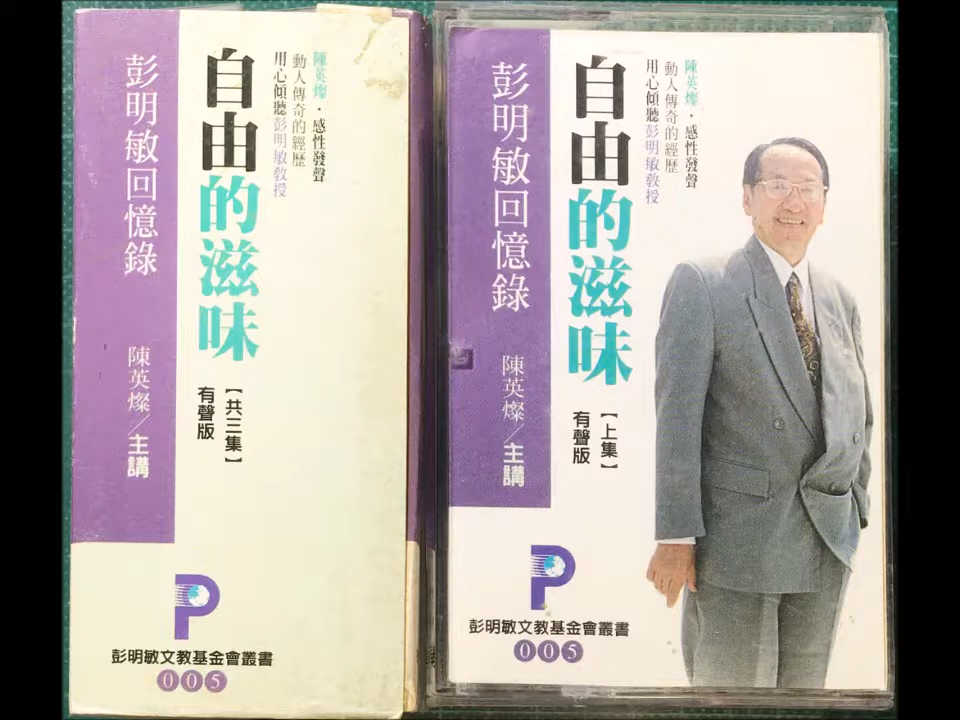 陳英燦・感性發聲
動人傳奇的經歷
用心傾聽彭明敏教授
自由的滋味
【共三集】
有聲版
彭明敏回憶錄
陳英燦/主講
P
彭明敏文教基金會叢書
005
陳英燦・感性發聲
動人傳奇的經歷
用心傾聽彭明敏教授
自由的滋味
【上集】
有聲版
彭明敏回憶錄
陳英燦/主講
P
彭明敏文教基金會叢書
005